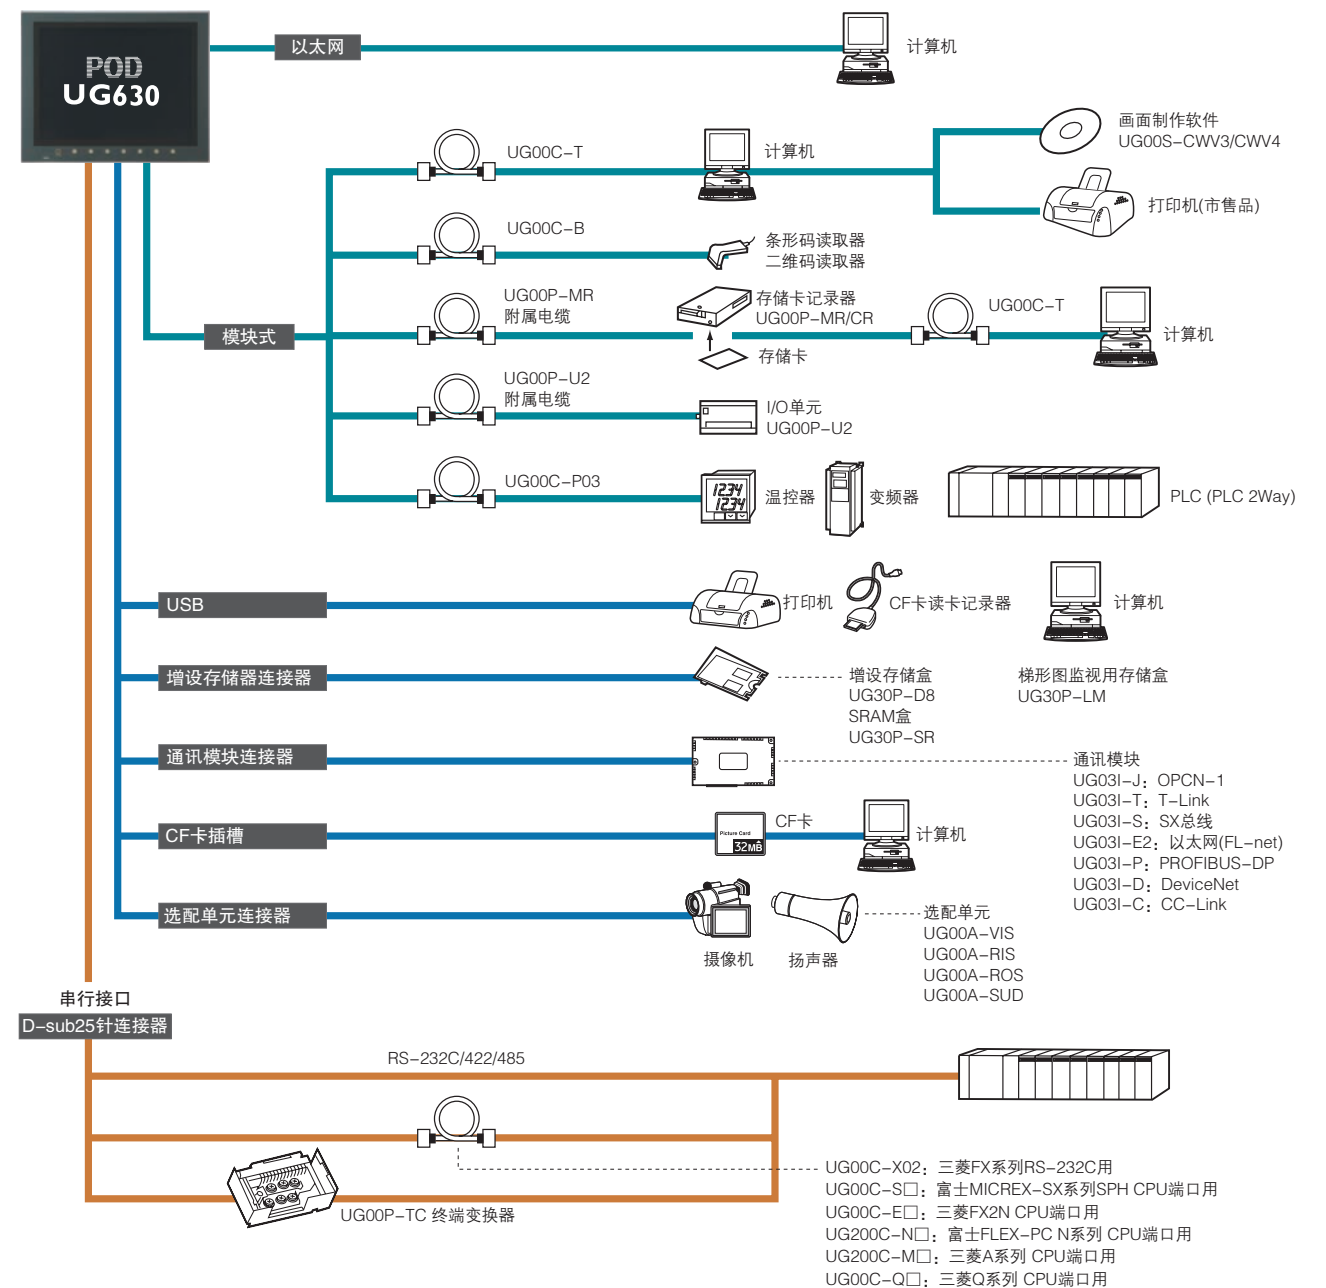 POD
UG630
以太网
计算机
UG00C-T
计算机
画面制作软件
UG00S-CWV3/CWV4
打印机(市售品)
UG00C-B
条形码读取器
二维码读取器
模块式
UG00P-MR
附属电缆
存储卡记录器
UG00P-MR/CR
存储卡
UG00C-T
计算机
UG00P-U2
附属电缆
I/O单元
UG00P-U2
UG00C-P03
1234
1234
温控器
变频器
PLC (PLC 2Way)
USB
打印机
CF卡读卡记录器
计算机
增设存储器连接器
增设存储盒
UG30P-D8
SRAM盒
UG30P-SR
梯形图监视用存储盒
UG30P-LM
通讯模块连接器
通讯模块
UG03I-J：OPCN-1
UG03I-T：T-Link
UG03I-S：SX总线
UG03I-E2：以太网(FL-net)
UG03I-P：PROFIBUS-DP
UG03I-D：DeviceNet
UG03I-C：CC-Link
CF卡插槽
Picture Card
32MB
CF卡
计算机
选配单元连接器
摄像机
扬声器
选配单元
UG00A-VIS
UG00A-RIS
UG00A-ROS
UG00A-SUD
串行接口
D-sub25针连接器
RS-232C/422/485
UG00P-TC 终端变换器
UG00C-X02：三菱FX系列RS-232C用
UG00C-S□：富士MICREX-SX系列SPH CPU端口用
UG00C-E□：三菱FX2N CPU端口用
UG200C-N□：富士FLEX-PC N系列 CPU端口用
UG200C-M□：三菱A系列 CPU端口用
UG00C-Q□：三菱Q系列 CPU端口用